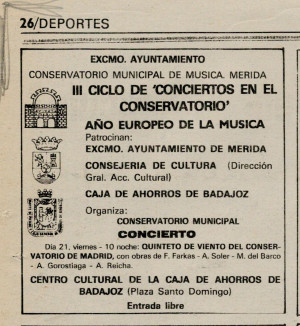 26/DEPORTES
EXCMO. AYUNTAMIENTO
CONSERVATORIO MUNICIPAL DE MUSICA. MERIDA
III CICLO DE 'CONCIERTOS EN EL
CONSERVATORIO'
AÑO EUROPEO DE LA MUSICA
Patrocinan:
EXCMO. AYUNTAMIENTO DE MERIDA
CONSEJERIA DE CULTURA (Dirección
Gral. Acc. Cultural)
CAJA DE AHORROS DE BADAJOZ
Organiza:
CONSERVATORIO MUNICIPAL
CONCIERTO
Día 21, viernes - 10 noche: QUINTETO DE VIENTO DEL CONSER-
VATORIO DE MADRID, con obras de F. Farkas - A. Soler - M. del Barco
- A. Gorostiaga - A. Reicha.
CENTRO CULTURAL DE LA CAJA DE AHORROS DE
BADAJOZ (Plaza Santo Domingo)
Entrada libre